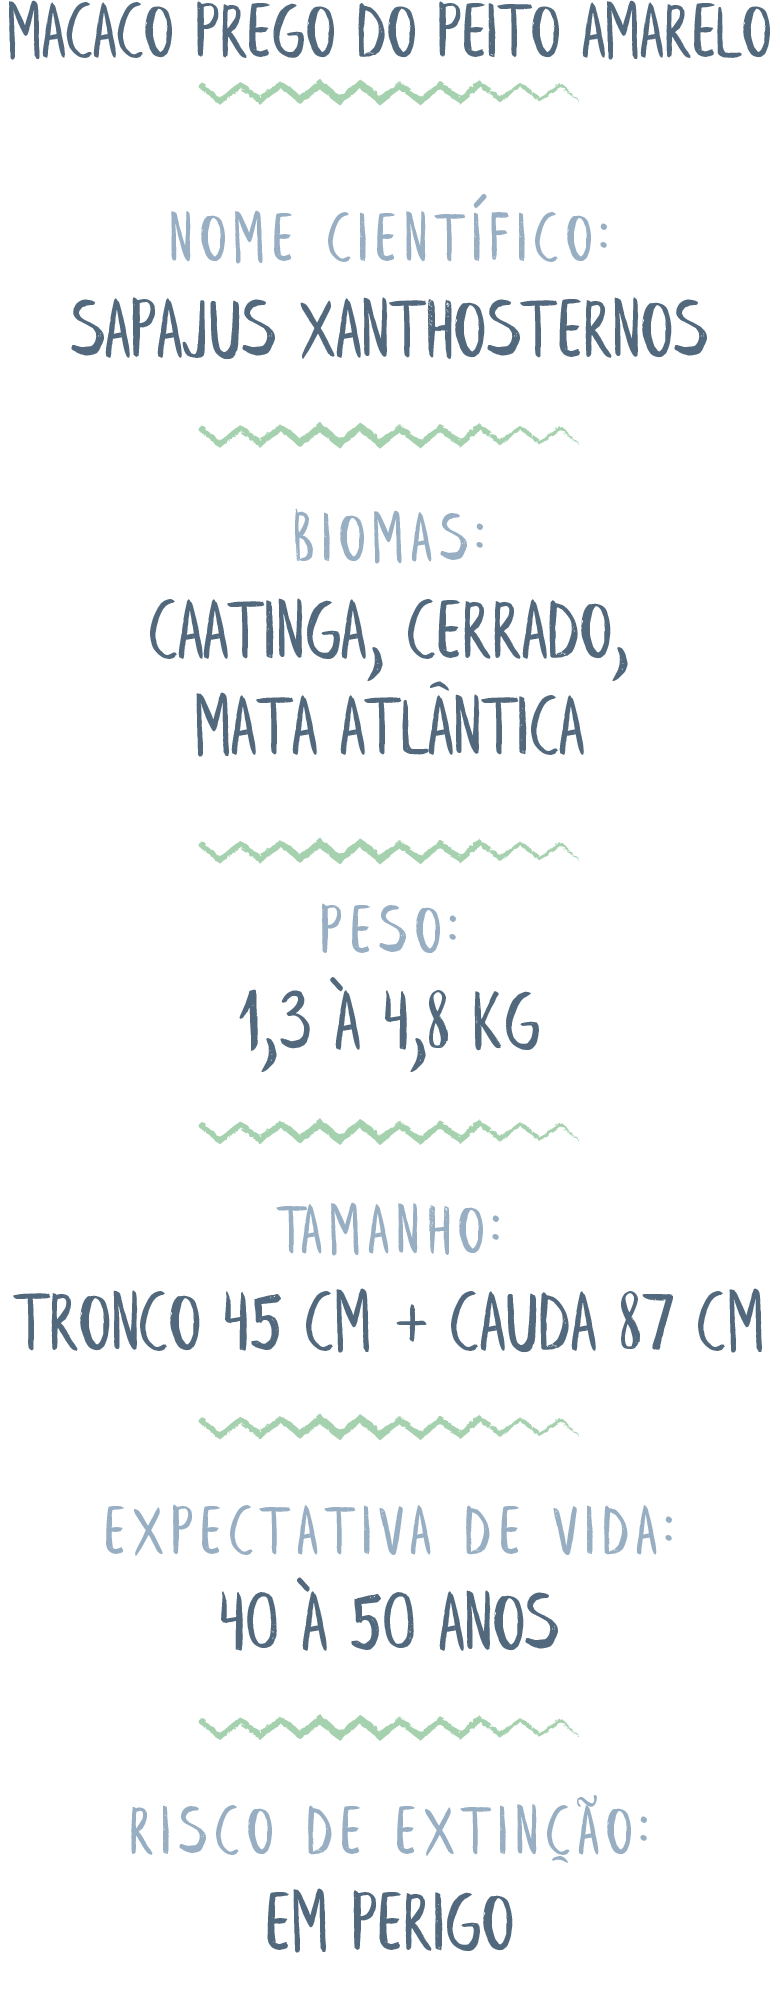 MACACO PREGO DO PEITO AMARELO
NOME CIENTÍFICO:
SAPAJUS XANTHOSTERNOS
BIOMAS:
CAATINGA, CERRADO,
MATA ATLÂNTICA
PESO:
1,3 À 4,8 KG
TAMANHO:
TRONCO 45 CM + CAUDA 87 CM
EXPECTATIVA DE VIDA:
40 À 50 ANOS
RISCO DE EXTINÇÃO:
EM PERIGO